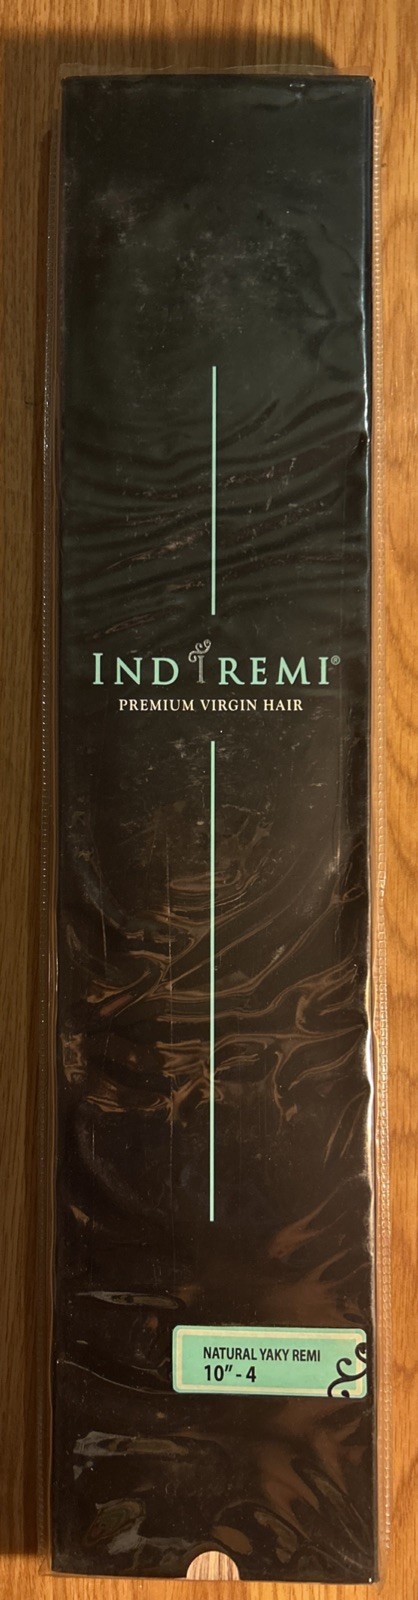 INDIREMI®
PREMIUM VIRGIN HAIR
NATURAL YAKY REMI
10" - 4